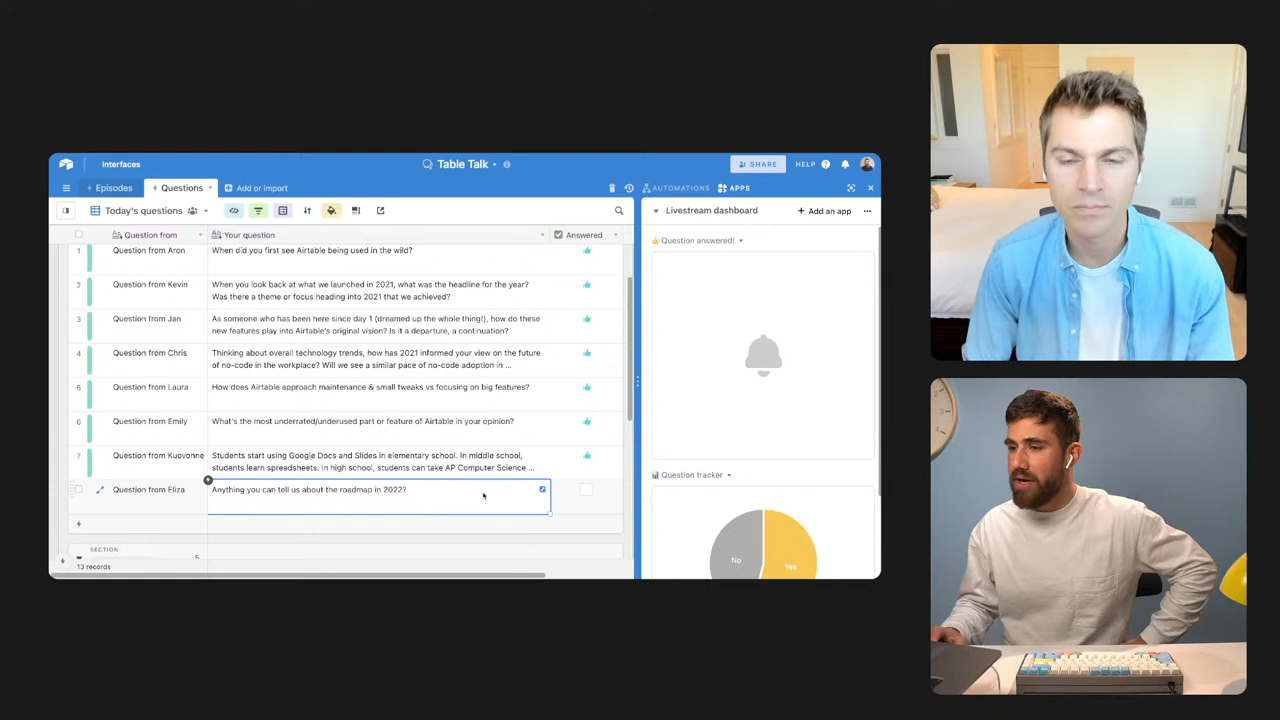 Interfaces
Table Talk
SHARE
HELP
Episodes
Questions
Add or import
AUTOMATIONS
APPS
Today's questions
Livestream dashboard
Add an app
Question from
Your question
Answered
Question answered!
1
Question from Aron
When did you first see Airtable being used in the wild?
2
Question from Kevin
When you look back at what we launched in 2021, what was the headline for the year?
Was there a theme or focus heading into 2021 that we achieved?
3
Question from Jan
As someone who has been here since day 1 (dreamed up the whole thing!), how do these
new features play into Airtable's original vision? Is it a departure, a continuation?
4
Question from Chris
Thinking about overall technology trends, how has 2021 informed your view on the future
of no-code in the workplace? Will we see a similar pace of no-code adoption in ...
5
Question from Laura
How does Airtable approach maintenance & small tweaks vs focusing on big features?
6
Question from Emily
What's the most underrated/underused part or feature of Airtable in your opinion?
7
Question from Kuovonne
Students start using Google Docs and Slides in elementary school. In middle school,
students learn spreadsheets. In high school, students can take AP Computer Science ...
Question from Eliza
Anything you can tell us about the roadmap in 2022?
Question tracker
No
Yes
SECTION
5
13 records